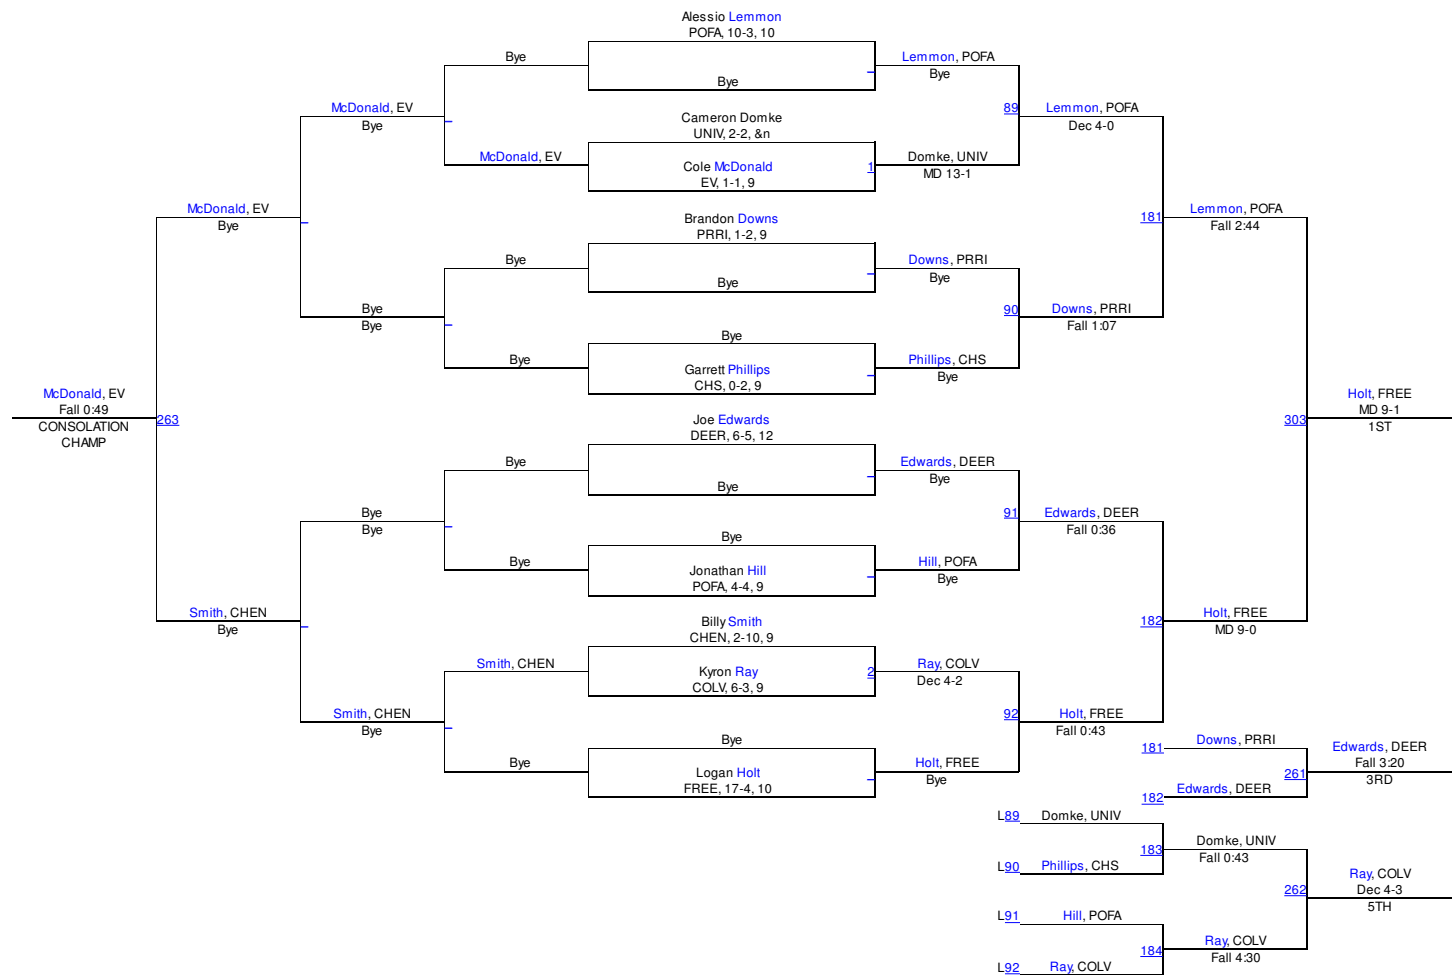 Alessio Lemmon
POFA, 10-3, 10
Bye
Lemmon, POFA
Bye
Bye
McDonald, EV
Bye
89
Lemmon, POFA
Dec 4-0
Cameron Domke
UNIV, 2-2, &n
McDonald, EV
Cole McDonald
EV, 1-1, 9
1
Domke, UNIV
MD 13-1
McDonald, EV
Bye
Brandon Downs
PRRI, 1-2, 9
181
Lemmon, POFA
Fall 2:44
Bye
Bye
Downs, PRRI
Bye
Bye
Bye
90
Downs, PRRI
Fall 1:07
Bye
Bye
Garrett Phillips
CHS, 0-2, 9
Phillips, CHS
Bye
McDonald, EV
Fall 0:49
CONSOLATION
CHAMP
263
303
Holt, FREE
MD 9-1
1ST
Joe Edwards
DEER, 6-5, 12
Bye
Bye
Edwards, DEER
Bye
Bye
Bye
91
Edwards, DEER
Fall 0:36
Bye
Bye
Jonathan Hill
POFA, 4-4, 9
Hill, POFA
Bye
Smith, CHEN
Bye
Billy Smith
CHEN, 2-10, 9
182
Holt, FREE
MD 9-0
Smith, CHEN
Kyron Ray
COLV, 6-3, 9
2
Ray, COLV
Dec 4-2
Smith, CHEN
Bye
92
Holt, FREE
Fall 0:43
Bye
Bye
Logan Holt
FREE, 17-4, 10
Holt, FREE
Bye
181
Downs, PRRI
261
Edwards, DEER
Fall 3:20
3RD
182
Edwards, DEER
L89
Domke, UNIV
183
Domke, UNIV
Fall 0:43
L90
Phillips, CHS
262
Ray, COLV
Dec 4-3
5TH
L91
Hill, POFA
184
Ray, COLV
Fall 4:30
L92
Ray, COLV